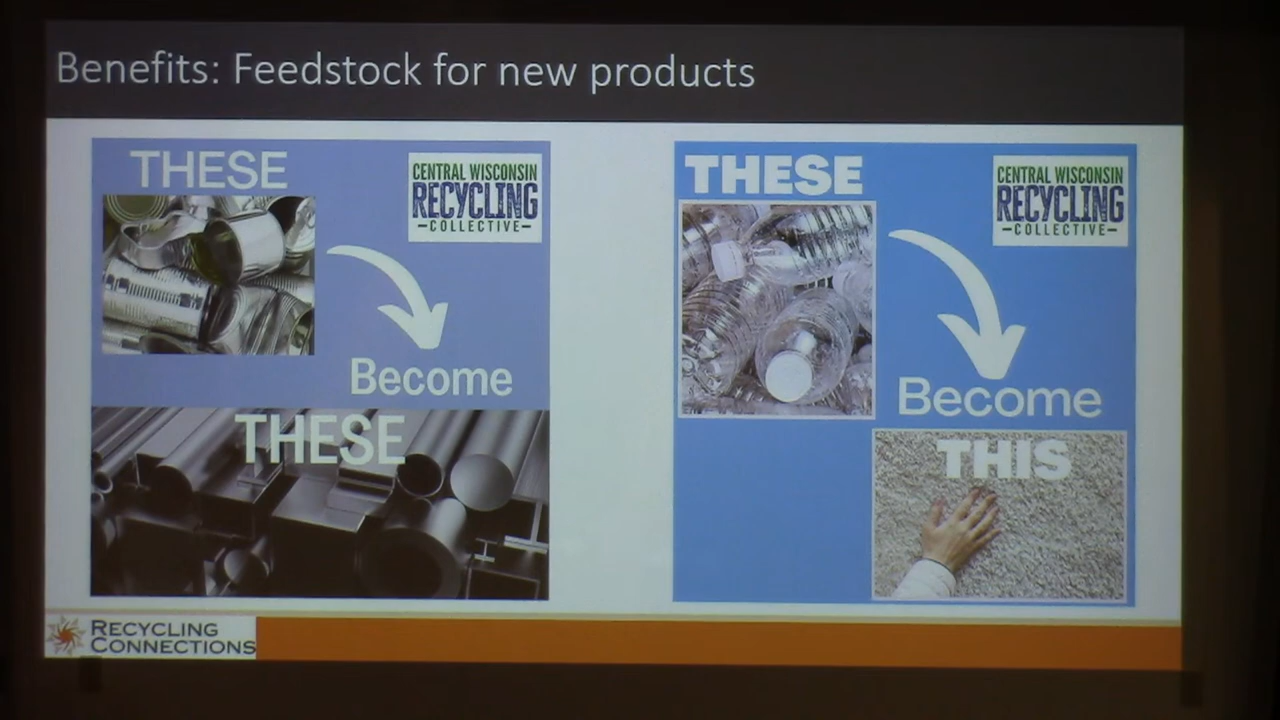 Benefits: Feedstock for new products
THESE
CENTRAL WISCONSIN
RECYCLING
COLLECTIVE
Become
THESE
THESE
CENTRAL WISCONSIN
RECYCLING
COLLECTIVE
Become
THIS
RECYCLING
CONNECTIONS